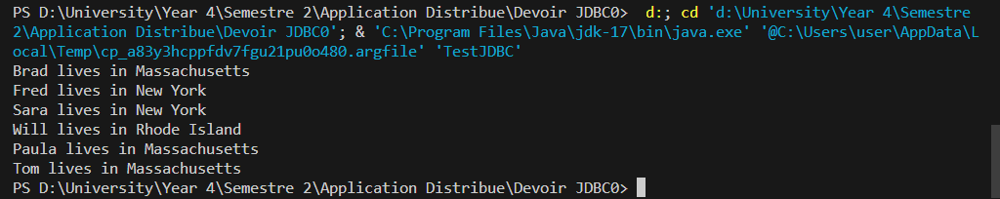 PS D:\University\Year 4\Semestre 2\Application Distribue\Devoir JDBC0>  d:; cd 'd:\University\Year 4\Semestre
2\Application Distribue\Devoir JDBC0'; & 'C:\Program Files\Java\jdk-17\bin\java.exe' '@C:\Users\user\AppData\L
ocal\Temp\cp_a83y3hcppfdv7fgu21pu0o480.argfile' 'TestJDBC'
Brad lives in Massachusetts
Fred lives in New York
Sara lives in New York
Will lives in Rhode Island
Paula lives in Massachusetts
Tom lives in Massachusetts
PS D:\University\Year 4\Semestre 2\Application Distribue\Devoir JDBC0>